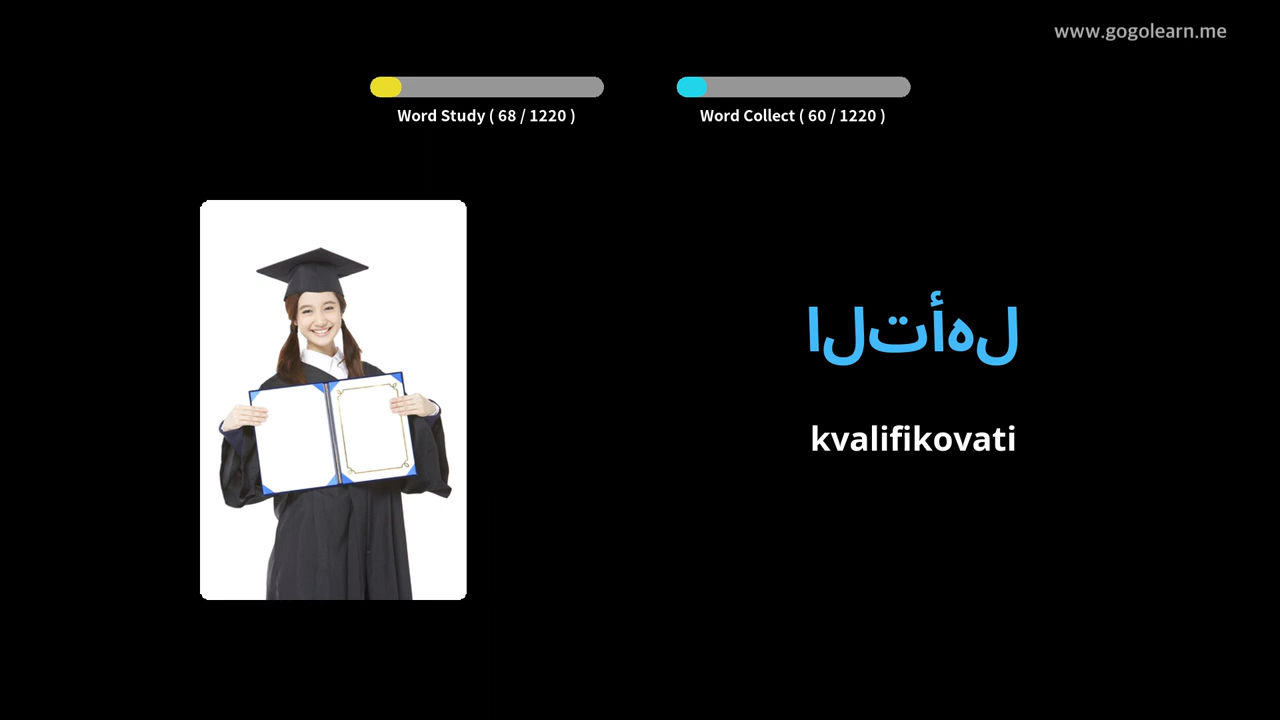 www.gogolearn.me
Word Study ( 68 / 1220 )
Word Collect ( 60 / 1220 )
التأهل
kvalifikovati